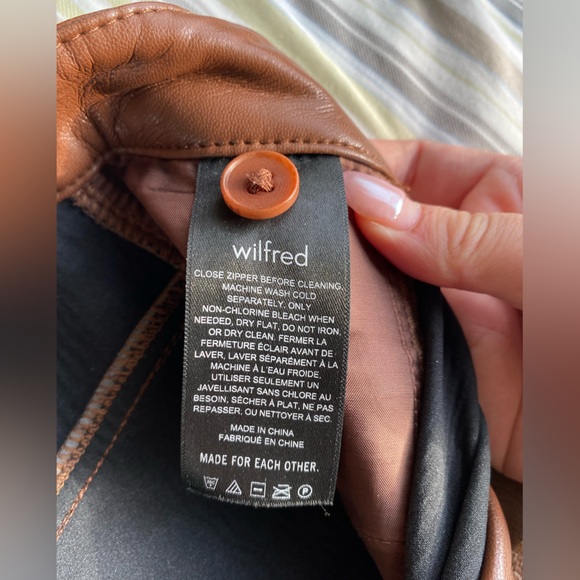 wilfred
CLOSE ZIPPER BEFORE CLEANING,
MACHINE WASH COLD
SEPARATELY, ONLY
NON-CHLORINE BLEACH WHEN
NEEDED, DRY FLAT, DO NOT IRON,
OR DRY CLEAN. FERMER LA
FERMETURE ÉCLAIR AVANT DE
LAVER, LAVER SÉPARÉMENT À LA
MACHINE À L'EAU FROIDE,
UTILISER SEULEMENT UN
JAVELLISANT SANS CHLORE AU
BESOIN, SÉCHER À PLAT, NE PAS
REPASSER, OU NETTOYER À SEC.
MADE IN CHINA
FABRIQUÉ EN CHINE
MADE FOR EACH OTHER.